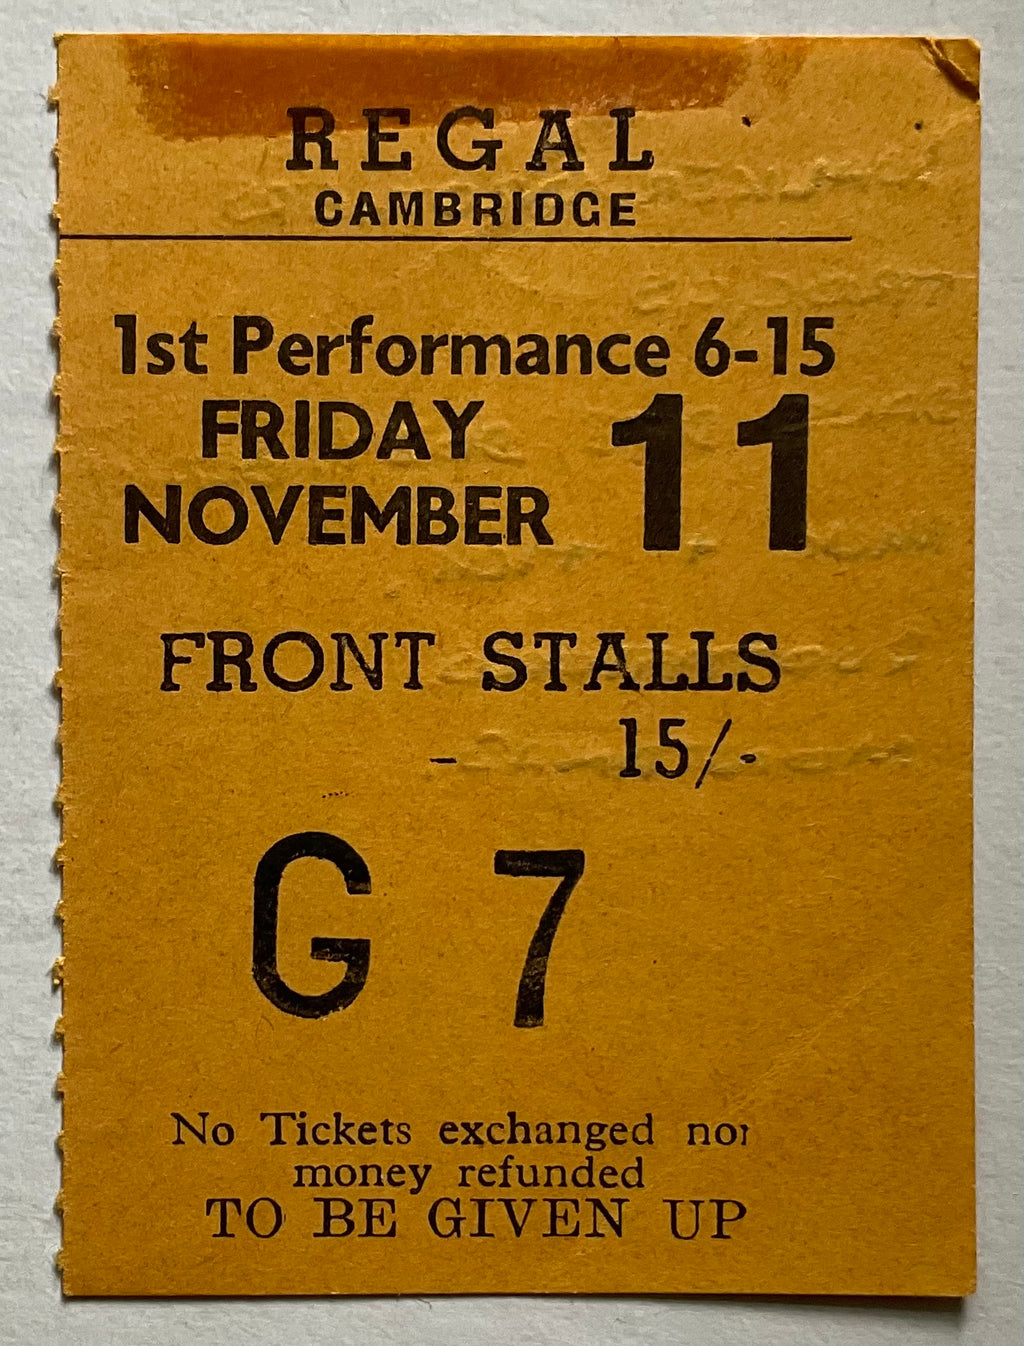 REGAL
CAMBRIDGE
1st Performance 6-15
FRIDAY
NOVEMBER 11
FRONT STALLS
- 15/-
G 7
No Tickets exchanged nor
money refunded
TO BE GIVEN UP